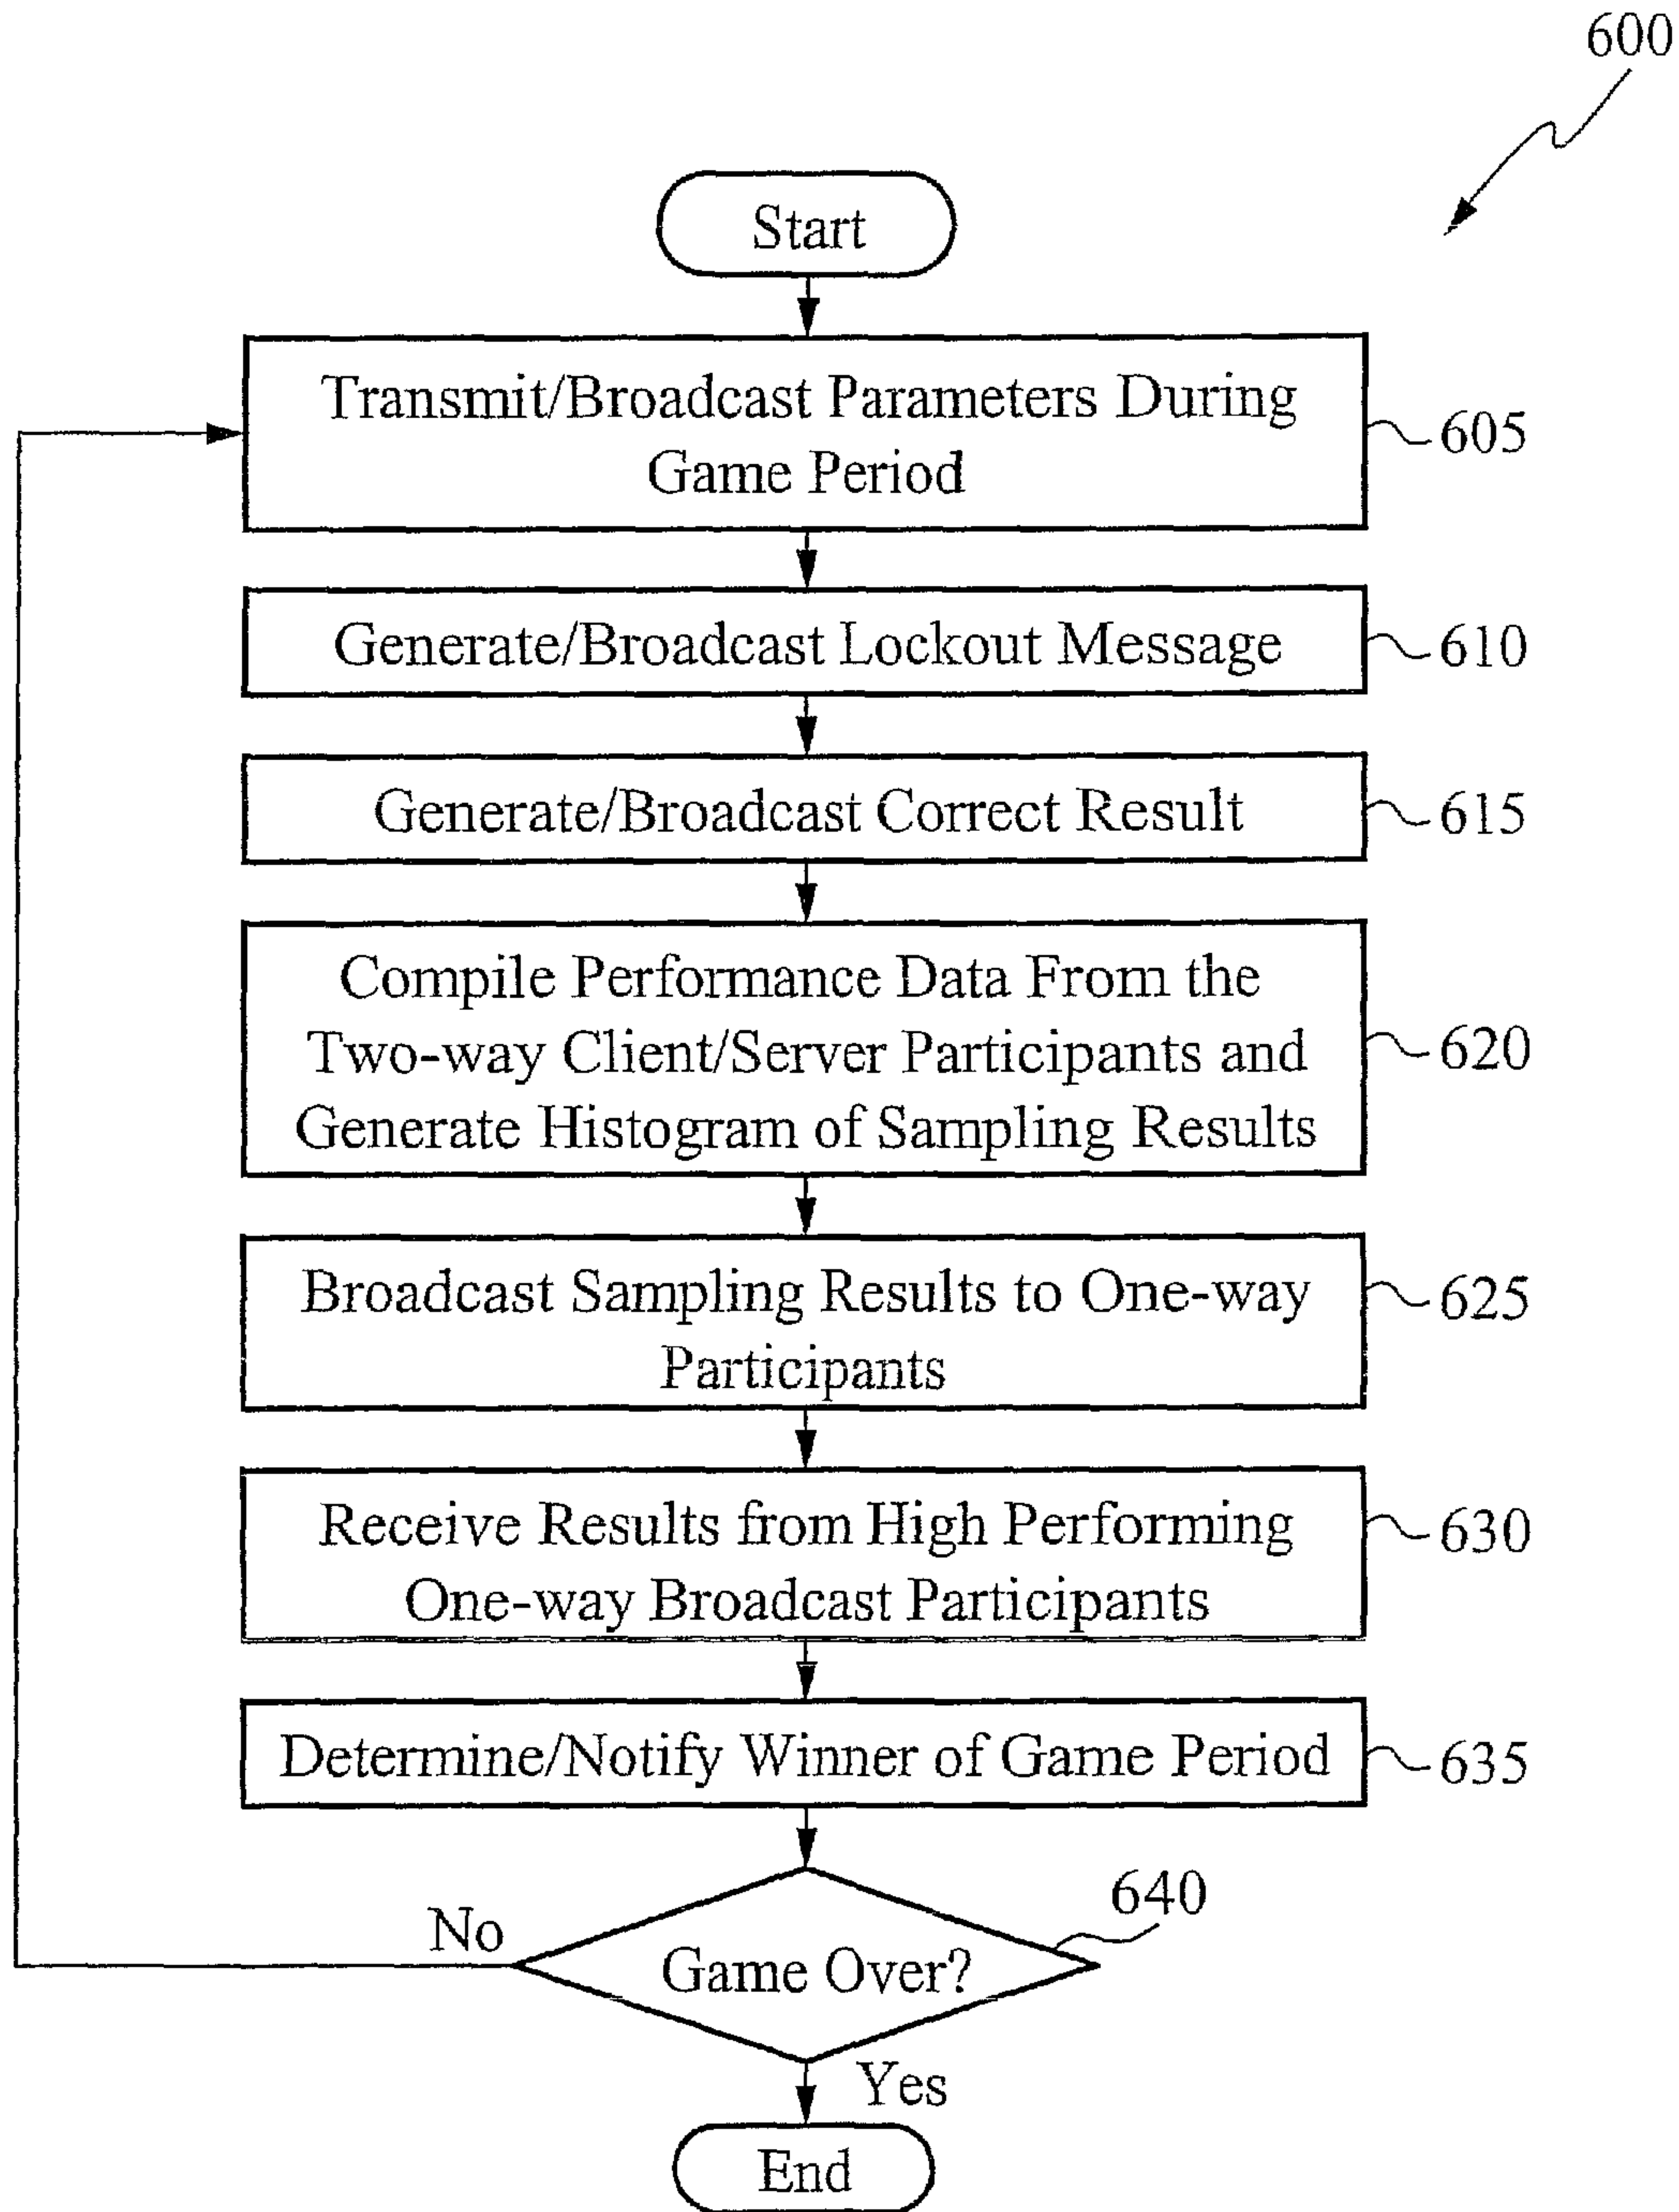 600
Start
Transmit/Broadcast Parameters During
Game Period
605
Generate/Broadcast Lockout Message
610
Generate/Broadcast Correct Result
615
Compile Performance Data From the
Two-way Client/Server Participants and
Generate Histogram of Sampling Results
620
Broadcast Sampling Results to One-way
Participants
625
Receive Results from High Performing
One-way Broadcast Participants
630
Determine/Notify Winner of Game Period
635
640
No
Game Over?
Yes
End